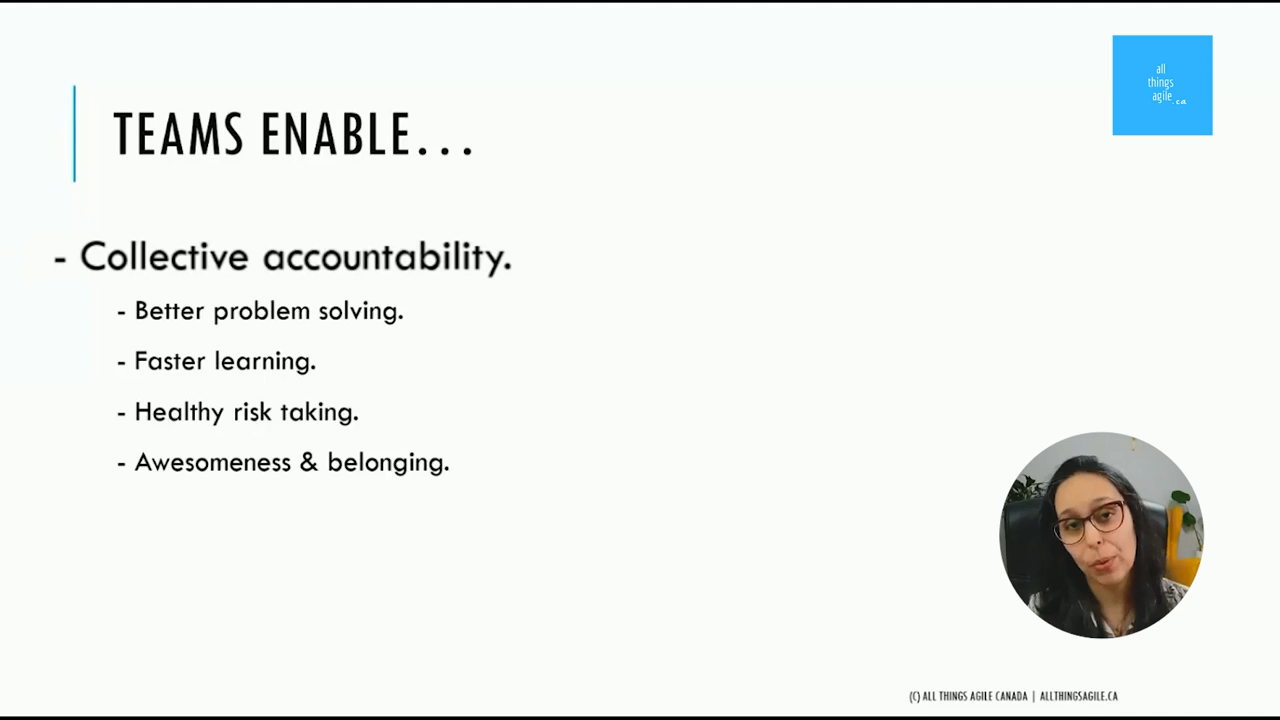 all
things
agile.ca
TEAMS ENABLE...
- Collective accountability.
- Better problem solving.
- Faster learning.
- Healthy risk taking.
- Awesomeness & belonging.
(C) ALL THINGS AGILE CANADA | ALLTHINGSAGILE.CA